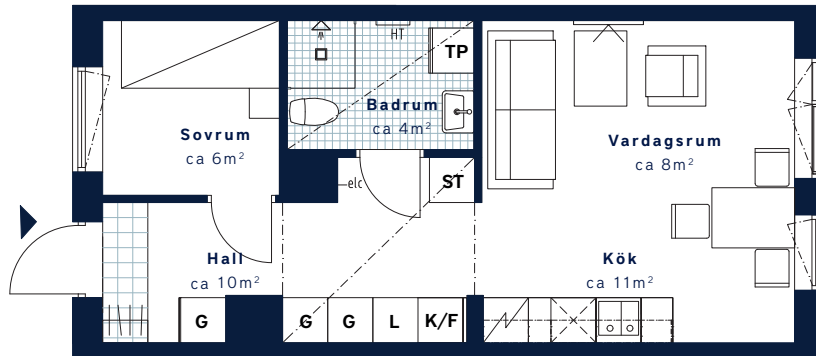 HT
TP
Badrum
ca 4m²
Sovrum
ca 6m²
Vardagsrum
ca 8m²
elc
ST
Hall
ca 10m²
Kök
ca 11m²
G
G
G
L
K/F